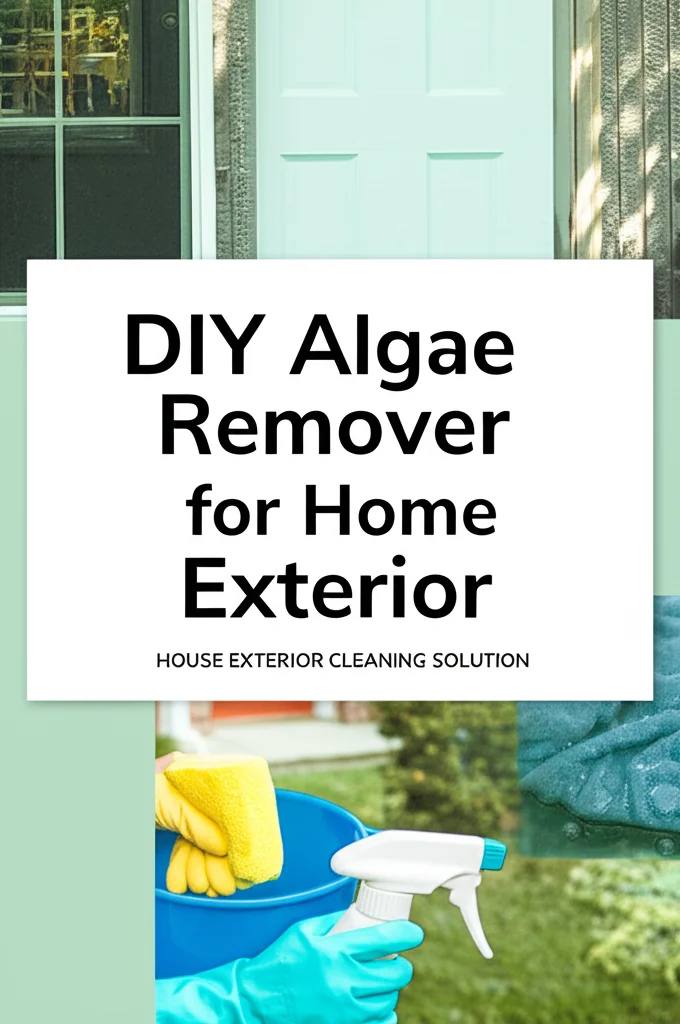 DIY Algae
Remover
for Home
Exterior
HOUSE EXTERIOR CLEANING SOLUTION